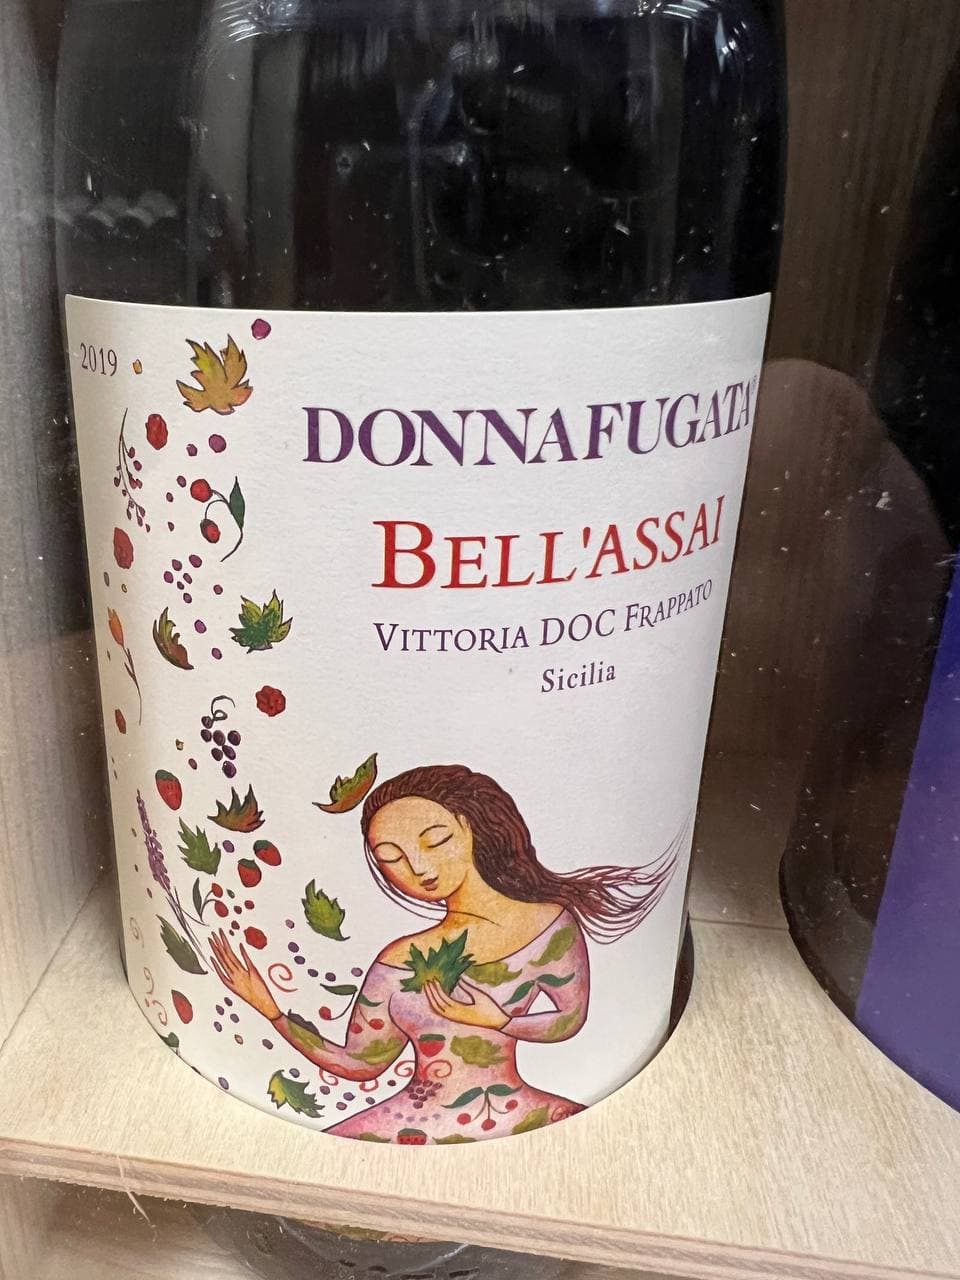 2019
DONNAFUGATA®
BELL'ASSAI
VITTORIA DOC FRAPPATO
Sicilia